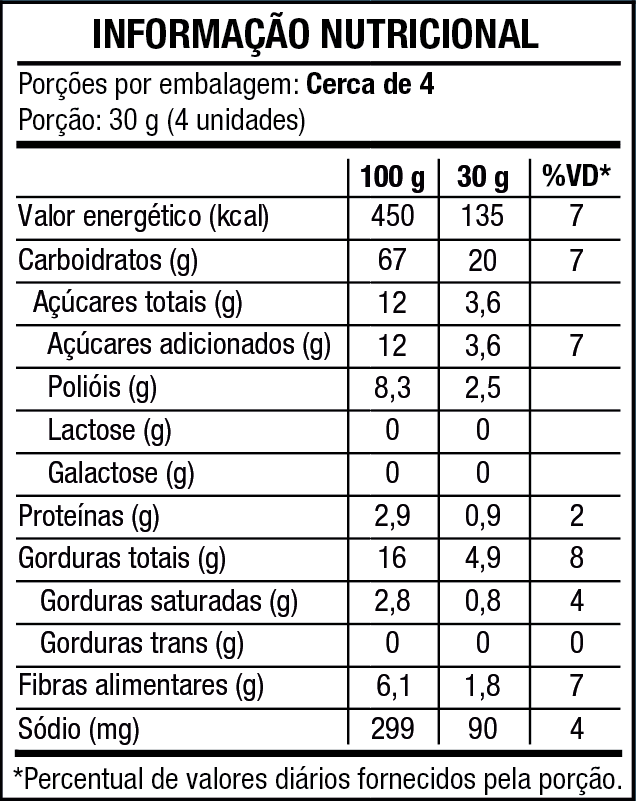 INFORMAÇÃO NUTRICIONAL
Porções por embalagem: Cerca de 4
Porção: 30 g (4 unidades)
100 g 30 g %VD*
Valor energético (kcal) 450 135 7
Carboidratos (g) 67 20 7
Açúcares totais (g) 12 3,6
Açúcares adicionados (g) 12 3,6 7
Polióis (g) 8,3 2,5
Lactose (g) 0 0
Galactose (g) 0 0
Proteínas (g) 2,9 0,9 2
Gorduras totais (g) 16 4,9 8
Gorduras saturadas (g) 2,8 0,8 4
Gorduras trans (g) 0 0 0
Fibras alimentares (g) 6,1 1,8 7
Sódio (mg) 299 90 4
*Percentual de valores diários fornecidos pela porção.